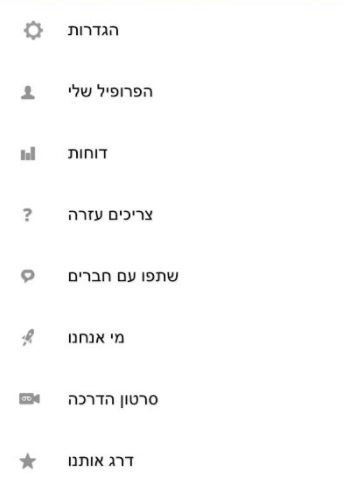 הגדרות
הפרופיל שלי
דוחות
צריכים עזרה
שתפו עם חברים
מי אנחנו
סרטון הדרכה
דרג אותנו